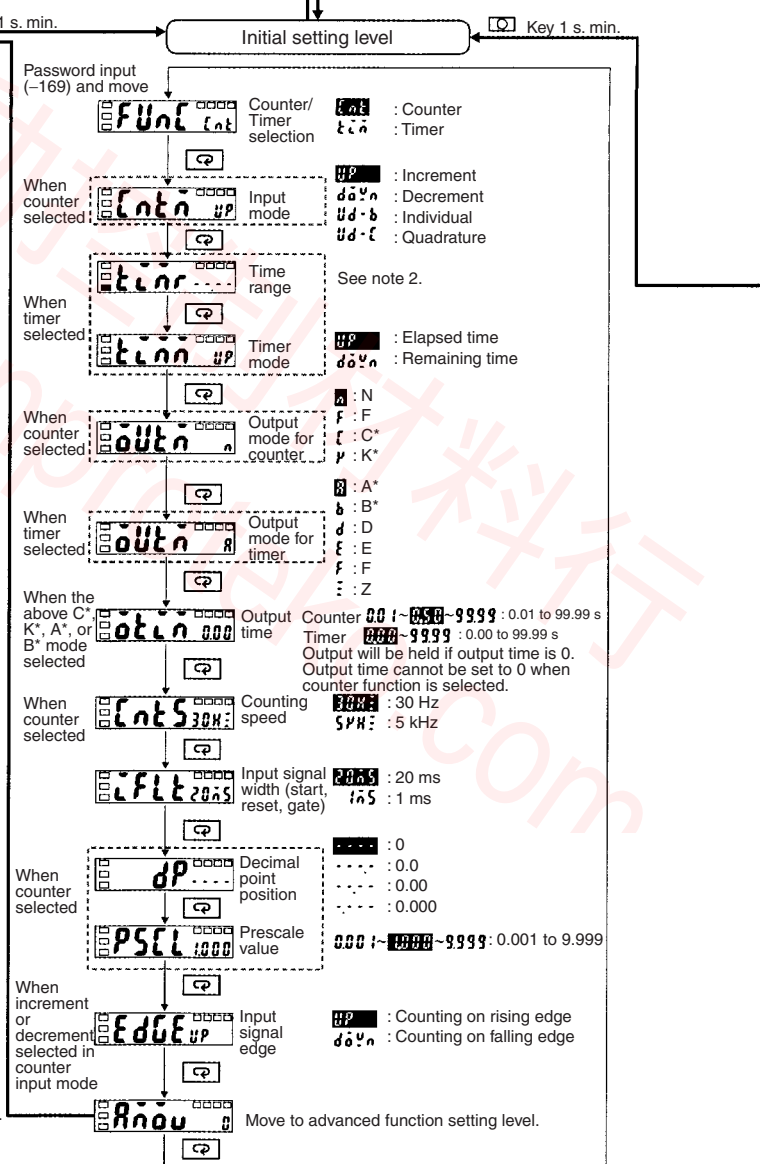 1 s. min.
Initial setting level
Key 1 s. min.
Password input
(−169) and move
FUnC Cnt
Counter/
Timer
selection
Cnt : Counter
tim : Timer
When
counter
selected
Cntm UP
Input
mode
UP : Increment
down : Decrement
Ud-b : Individual
Ud-C : Quadrature
When
timer
selected
timr ----
Time
range
See note 2.
timm UP
Timer
mode
UP : Elapsed time
down : Remaining time
When
counter
selected
oUtm n
Output
mode for
counter
n : N
F : F
C : C*
K : K*
When
timer
selected
oUtm A
Output
mode for
timer
A : A*
b : B*
d : D
E : E
F : F
Z : Z
When the
above C*,
K*, A*, or
B* mode
selected
otim 0.00
Output
time
Counter 0.01~0.50~99.99 : 0.01 to 99.99 s
Timer 0.00~99.99 : 0.00 to 99.99 s
Output will be held if output time is 0.
Output time cannot be set to 0 when
counter function is selected.
When
counter
selected
CntS 30Hz
Counting
speed
30Hz : 30 Hz
5KHz : 5 kHz
iFLt 20mS
Input signal
width (start,
reset, gate)
20mS : 20 ms
1mS : 1 ms
When
counter
selected
dP ----
Decimal
point
position
---- : 0
---.- : 0.0
--.-- : 0.00
-.--- : 0.000
PSCL 1.000
Prescale
value
0.001~1.000~9.999 : 0.001 to 9.999
When
increment
or
decrement
selected in
counter
input mode
EdGE UP
Input
signal
edge
UP : Counting on rising edge
down : Counting on falling edge
Amov 0
Move to advanced function setting level.
材料行
.com